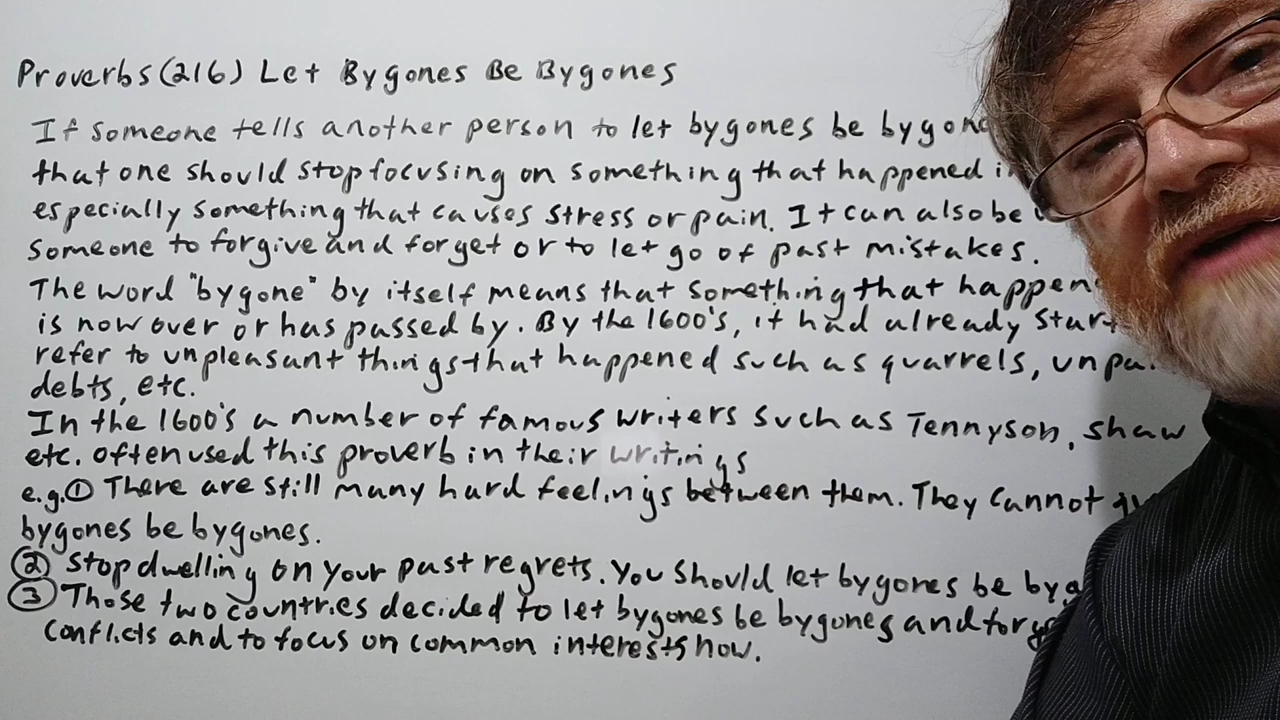 Proverbs (216) Let Bygones Be Bygones
If someone tells another person to let bygones be
that one should stop focusing on something that happened
especially something that causes stress or pain. It can also be
someone to forgive and forget or to let go of past mistakes.
The word "bygone" by itself means that something that
is now over or has passed by. By the 1600's, it had already
refer to unpleasant things that happened such as quarrels,
debts, etc.
In the 1600's a number of famous writers such as Tennyson, Shaw
etc. often used this proverb in their writings
e.g. ① There are still many hard feelings between them. They cannot
bygones be bygones.
② Stop dwelling on your past regrets. You should let bygones be
③ Those two countries decided to let bygones be bygones and
conflicts and to focus on common interests now.